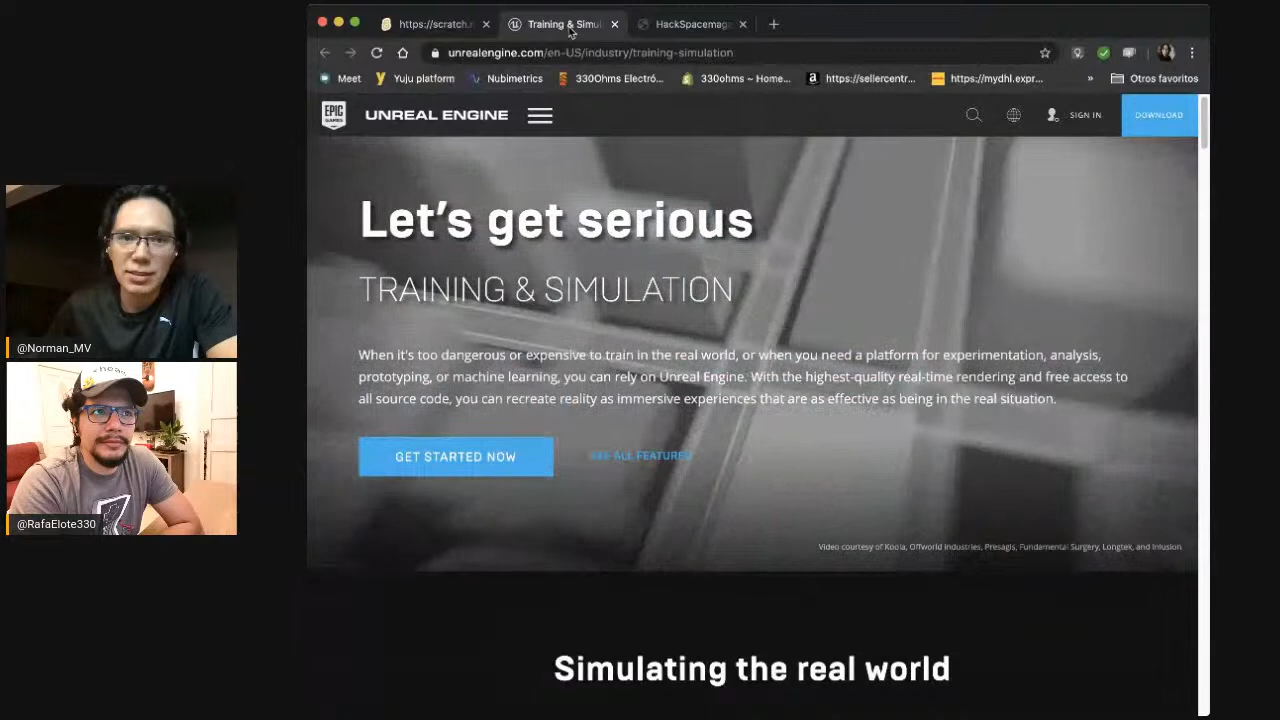 https://scratch.
Training & Simul
HackSpacemag
unrealengine.com/en-US/industry/training-simulation
Meet
Yuju platform
Nubimetrics
330Ohms Electró...
330ohms ~ Home...
https://sellercentr...
https://mydhl.expr...
»
Otros favoritos
EPIC GAMES
UNREAL ENGINE
SIGN IN
DOWNLOAD
Let's get serious
TRAINING & SIMULATION
When it's too dangerous or expensive to train in the real world, or when you need a platform for experimentation, analysis,
prototyping, or machine learning, you can rely on Unreal Engine. With the highest-quality real-time rendering and free access to
all source code, you can recreate reality as immersive experiences that are as effective as being in the real situation.
GET STARTED NOW
SEE ALL FEATURED
Video courtesy of Koola, Offworld Industries, Presagis, Fundamental Surgery, Longtek, and Infusion
Simulating the real world
@Norman_MV
@RafaElote330